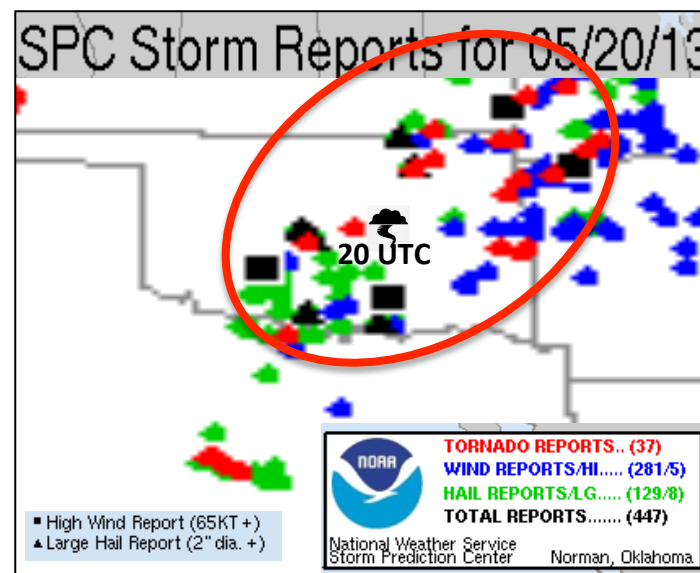 SPC Storm Reports for 05/20/13
20 UTC
NOAA
TORNADO REPORTS.. (37)
WIND REPORTS/HI..... (281/5)
HAIL REPORTS/LG..... (129/8)
TOTAL REPORTS....... (447)
National Weather Service
Storm Prediction Center Norman, Oklahoma
■ High Wind Report (65KT +)
▲ Large Hail Report (2" dia. +)